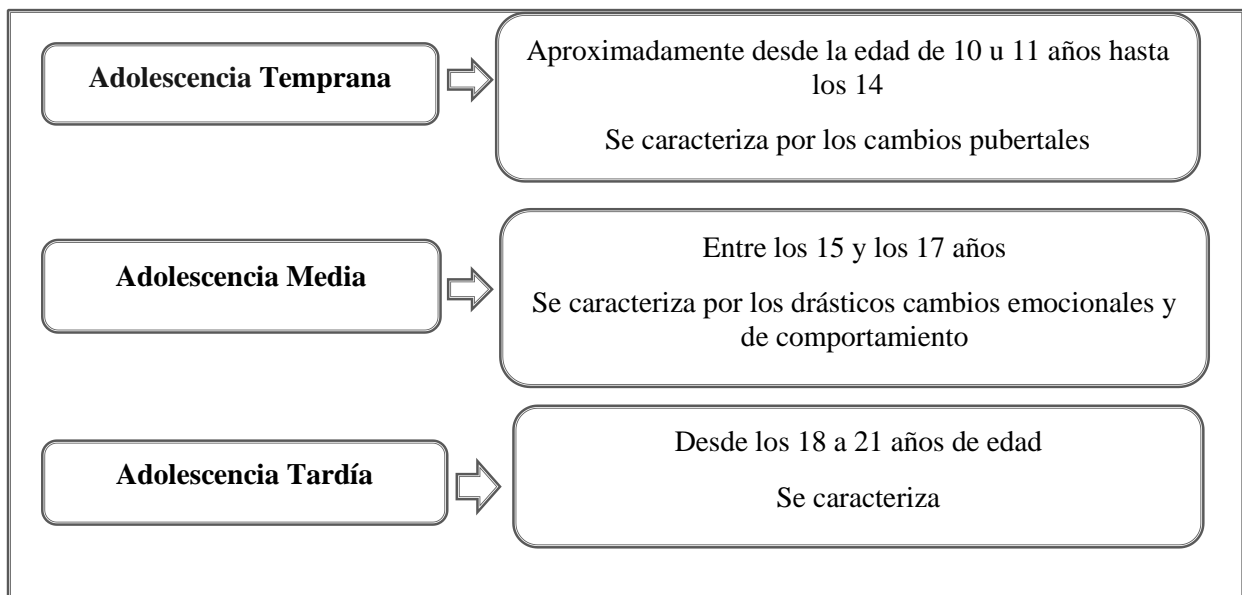 Adolescencia Temprana
Aproximadamente desde la edad de 10 u 11 años hasta
los 14
Se caracteriza por los cambios pubertales
Adolescencia Media
Entre los 15 y los 17 años
Se caracteriza por los drásticos cambios emocionales y
de comportamiento
Adolescencia Tardía
Desde los 18 a 21 años de edad
Se caracteriza